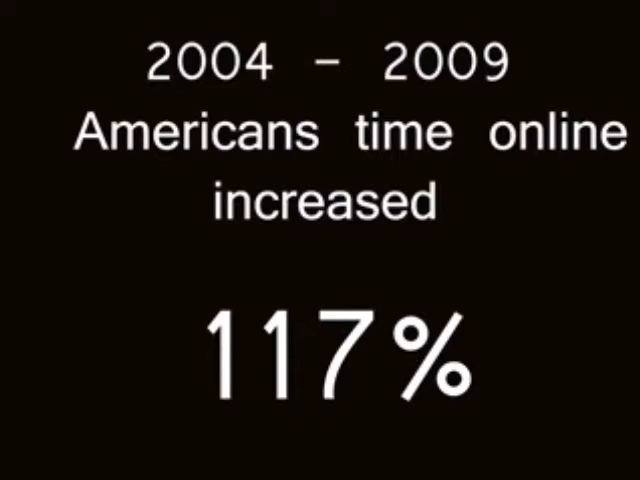 2004 – 2009
Americans time online
increased
117%